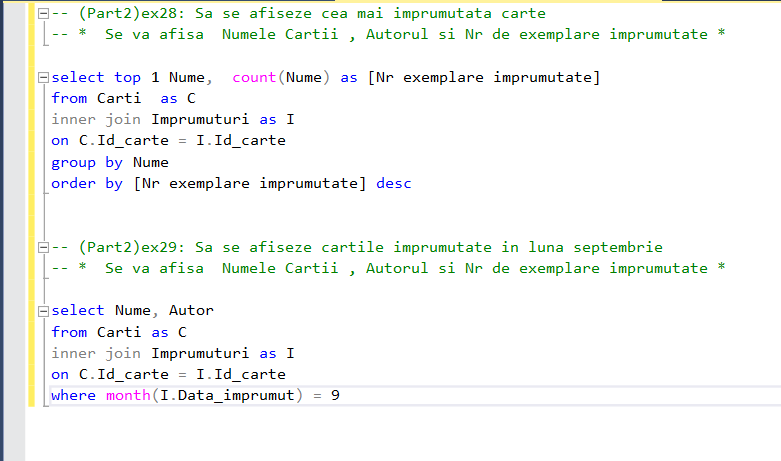 -- (Part2)ex28: Sa se afiseze cea mai imprumutata carte
-- *  Se va afisa  Numele Cartii , Autorul si Nr de exemplare imprumutate *
select top 1 Nume,  count(Nume) as [Nr exemplare imprumutate]
from Carti  as C
inner join Imprumuturi as I
on C.Id_carte = I.Id_carte
group by Nume
order by [Nr exemplare imprumutate] desc
-- (Part2)ex29: Sa se afiseze cartile imprumutate in luna septembrie
-- *  Se va afisa  Numele Cartii , Autorul si Nr de exemplare imprumutate *
select Nume, Autor
from Carti as C
inner join Imprumuturi as I
on C.Id_carte = I.Id_carte
where month(I.Data_imprumut) = 9